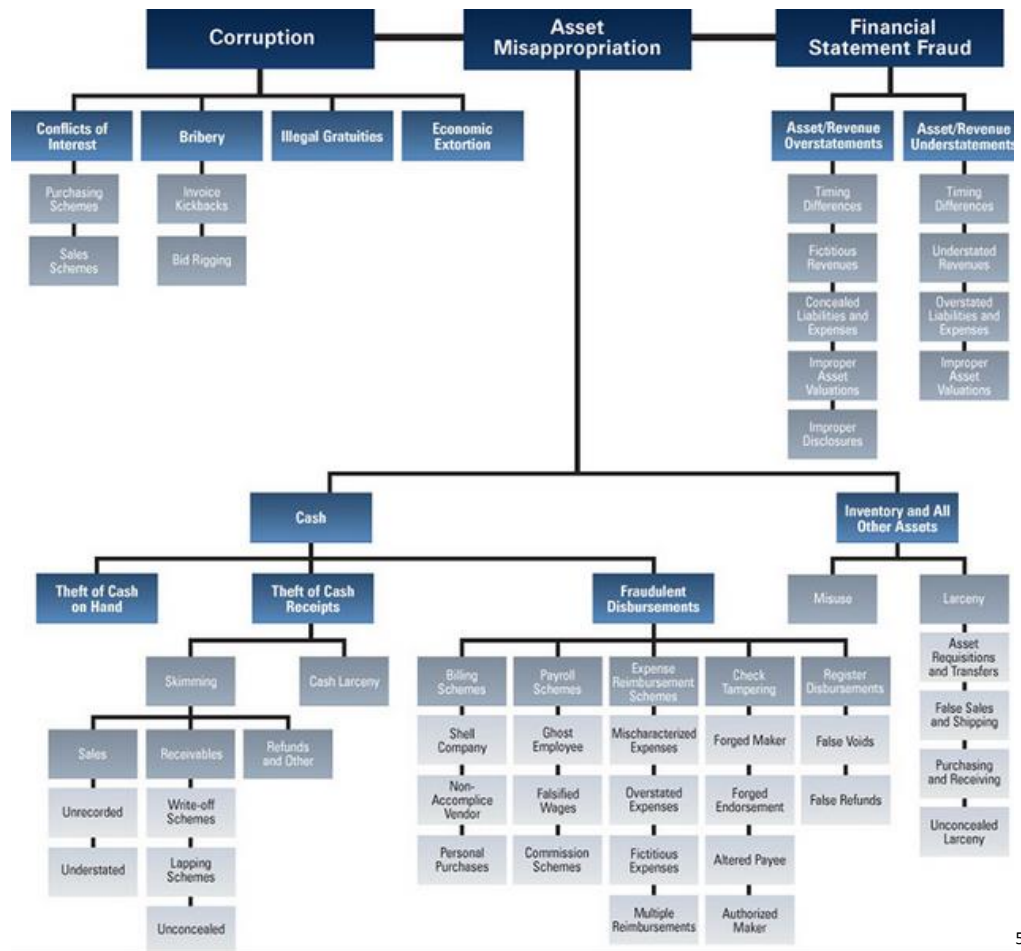 Corruption
Asset
Misappropriation
Financial
Statement Fraud
Conflicts of
Interest
Bribery
Illegal Gratuities
Economic
Extortion
Asset/Revenue
Overstatements
Asset/Revenue
Understatements
Purchasing
Schemes
Sales
Schemes
Invoice
Kickbacks
Bid Rigging
Timing
Differences
Fictitious
Revenues
Concealed
Liabilities and
Expenses
Improper
Asset
Valuations
Improper
Disclosures
Timing
Differences
Understated
Revenues
Overstated
Liabilities and
Expenses
Improper
Asset
Valuations
Cash
Inventory and All
Other Assets
Theft of Cash
on Hand
Theft of Cash
Receipts
Fraudulent
Disbursements
Misuse
Larceny
Asset
Requisitions
and Transfers
False Sales
and Shipping
Purchasing
and Receiving
Unconcealed
Larceny
Skimming
Cash Larceny
Sales
Receivables
Refunds
and Other
Unrecorded
Understated
Write-off
Schemes
Lapping
Schemes
Unconcealed
Billing
Schemes
Shell
Company
Non-
Accomplice
Vendor
Personal
Purchases
Payroll
Schemes
Ghost
Employee
Falsified
Wages
Commission
Schemes
Expense
Reimbursement
Schemes
Mischaracterized
Expenses
Overstated
Expenses
Fictitious
Expenses
Multiple
Reimbursements
Check
Tampering
Forged Maker
Forged
Endorsement
Altered Payee
Authorized
Maker
Register
Disbursements
False Voids
False Refunds
5